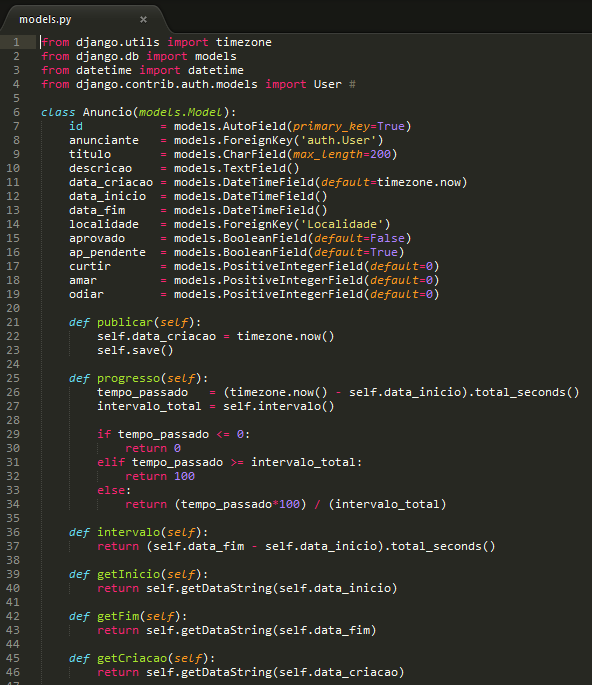 models.py ×
1 from django.utils import timezone
2 from django.db import models
3 from datetime import datetime
4 from django.contrib.auth.models import User #
5
6 class Anuncio(models.Model):
7     id           = models.AutoField(primary_key=True)
8     anunciante   = models.ForeignKey('auth.User')
9     titulo       = models.CharField(max_length=200)
10     descricao    = models.TextField()
11     data_criacao = models.DateTimeField(default=timezone.now)
12     data_inicio  = models.DateTimeField()
13     data_fim     = models.DateTimeField()
14     localidade   = models.ForeignKey('Localidade')
15     aprovado     = models.BooleanField(default=False)
16     ap_pendente  = models.BooleanField(default=True)
17     curtir       = models.PositiveIntegerField(default=0)
18     amar         = models.PositiveIntegerField(default=0)
19     odiar        = models.PositiveIntegerField(default=0)
20
21     def publicar(self):
22         self.data_criacao = timezone.now()
23         self.save()
24
25     def progresso(self):
26         tempo_passado   = (timezone.now() - self.data_inicio).total_seconds()
27         intervalo_total = self.intervalo()
28
29         if tempo_passado <= 0:
30             return 0
31         elif tempo_passado >= intervalo_total:
32             return 100
33         else:
34             return (tempo_passado*100) / (intervalo_total)
35
36     def intervalo(self):
37         return (self.data_fim - self.data_inicio).total_seconds()
38
39     def getInicio(self):
40         return self.getDataString(self.data_inicio)
41
42     def getFim(self):
43         return self.getDataString(self.data_fim)
44
45     def getCriacao(self):
46         return self.getDataString(self.data_criacao)
47